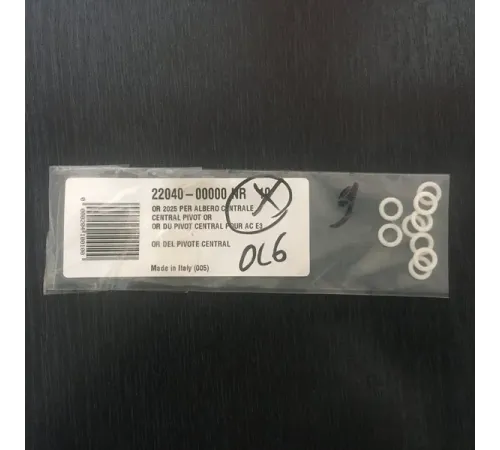 22040-00000 NR 10
OR 2025 PER ALBERO CENTRALE
CENTRAL PIVOT OR
OR DU PIVOT CENTRAL POUR AC E3
OR DEL PIVOTE CENTRAL
Made in Italy (005)
X
OL6